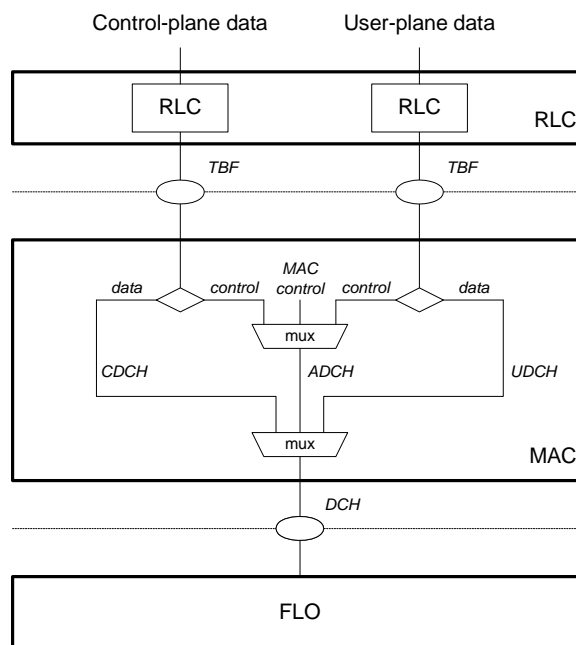 Control-plane data
User-plane data
RLC
RLC
RLC
TBF
TBF
data
control
MAC
control
control
data
mux
CDCH
ADCH
UDCH
mux
MAC
DCH
FLO